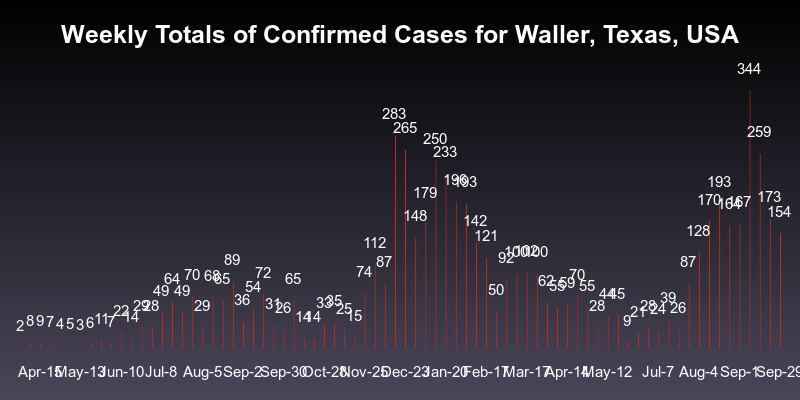 Weekly Totals of Confirmed Cases for Waller, Texas, USA
2 8 9 7 4 5 3 6 11 7 22 14 29 28 49 64 49 70 29 68 65 89 36 54 72 31 26 65 14 14 33 35 25 15 74 112 87 283 265 148 179 250 233 196 193 142 121 50 92 100 102 100 62 55 59 70 55 28 44 45 9 21 28 24 39 26 87 128 170 193 164 167 344 259 173 154
Apr-15 May-13 Jun-10 Jul-8 Aug-5 Sep-2 Sep-30 Oct-28 Nov-25 Dec-23 Jan-20 Feb-17 Mar-17 Apr-14 May-12 Jul-7 Aug-4 Sep-1 Sep-29